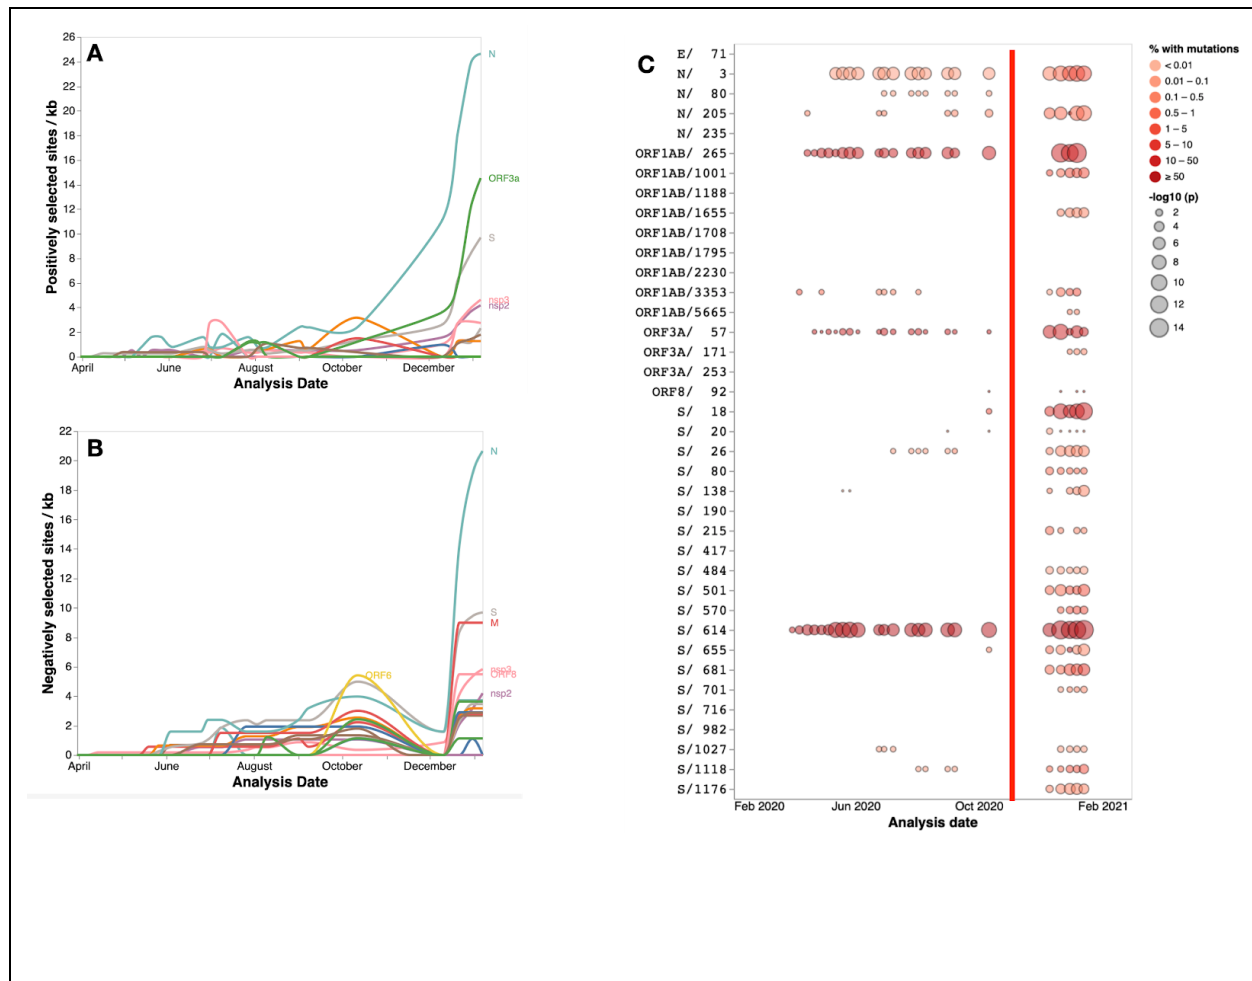 A
26
24
22
20
18
16
14
12
10
8
6
4
2
0
Positively selected sites / kb
N
ORF3a
S
nsp3
nsp2
April
June
August
October
December
Analysis Date
B
22
20
18
16
14
12
10
8
6
4
2
0
Negatively selected sites / kb
N
S
M
nsp3
ORF8
nsp2
ORF6
April
June
August
October
December
Analysis Date
C
E/ 71
N/ 3
N/ 80
N/ 205
N/ 235
ORF1AB/ 265
ORF1AB/1001
ORF1AB/1188
ORF1AB/1655
ORF1AB/1708
ORF1AB/1795
ORF1AB/2230
ORF1AB/3353
ORF1AB/5665
ORF3A/ 57
ORF3A/ 171
ORF3A/ 253
ORF8/ 92
S/ 18
S/ 20
S/ 26
S/ 80
S/ 138
S/ 190
S/ 215
S/ 417
S/ 484
S/ 501
S/ 570
S/ 614
S/ 655
S/ 681
S/ 701
S/ 716
S/ 982
S/1027
S/1118
S/1176
Feb 2020
Jun 2020
Oct 2020
Feb 2021
Analysis date
% with mutations
< 0.01
0.01 – 0.1
0.1 – 0.5
0.5 – 1
1 – 5
5 – 10
10 – 50
≥ 50
-log10 (p)
2
4
6
8
10
12
14